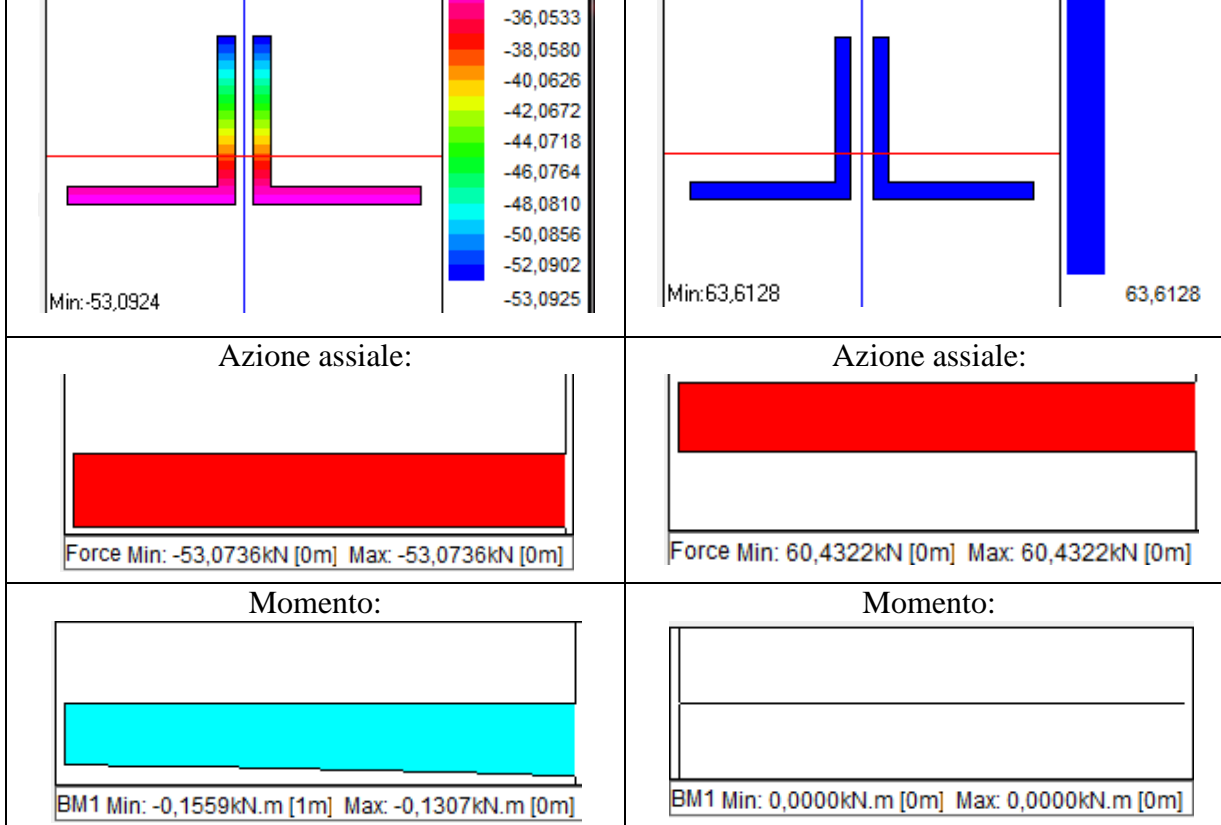 -36,0533
-38,0580
-40,0626
-42,0672
-44,0718
-46,0764
-48,0810
-50,0856
-52,0902
-53,0925
Min:-53,0924
Min:63,6128
63,6128
Azione assiale:
Force Min: -53,0736kN [0m] Max: -53,0736kN [0m]
Azione assiale:
Force Min: 60,4322kN [0m] Max: 60,4322kN [0m]
Momento:
BM1 Min: -0,1559kN.m [1m] Max: -0,1307kN.m [0m]
Momento:
BM1 Min: 0,0000kN.m [0m] Max: 0,0000kN.m [0m]